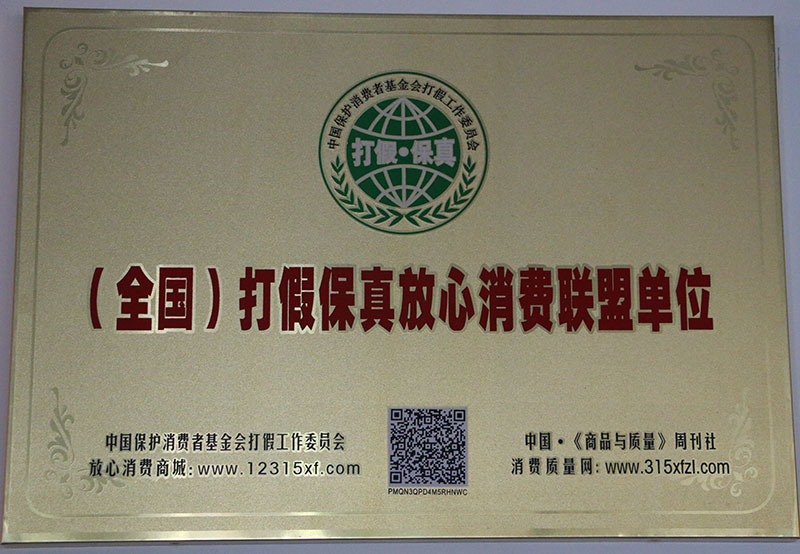 中国保护消费者基金会打假工作委员会
打假·保真
（全国）打假保真放心消费联盟单位
中国保护消费者基金会打假工作委员会
放心消费商城：www.12315xf.com
PMQN3QPD4M5RHNWC
中国·《商品与质量》周刊社
消费质量网：www.315xfzl.com